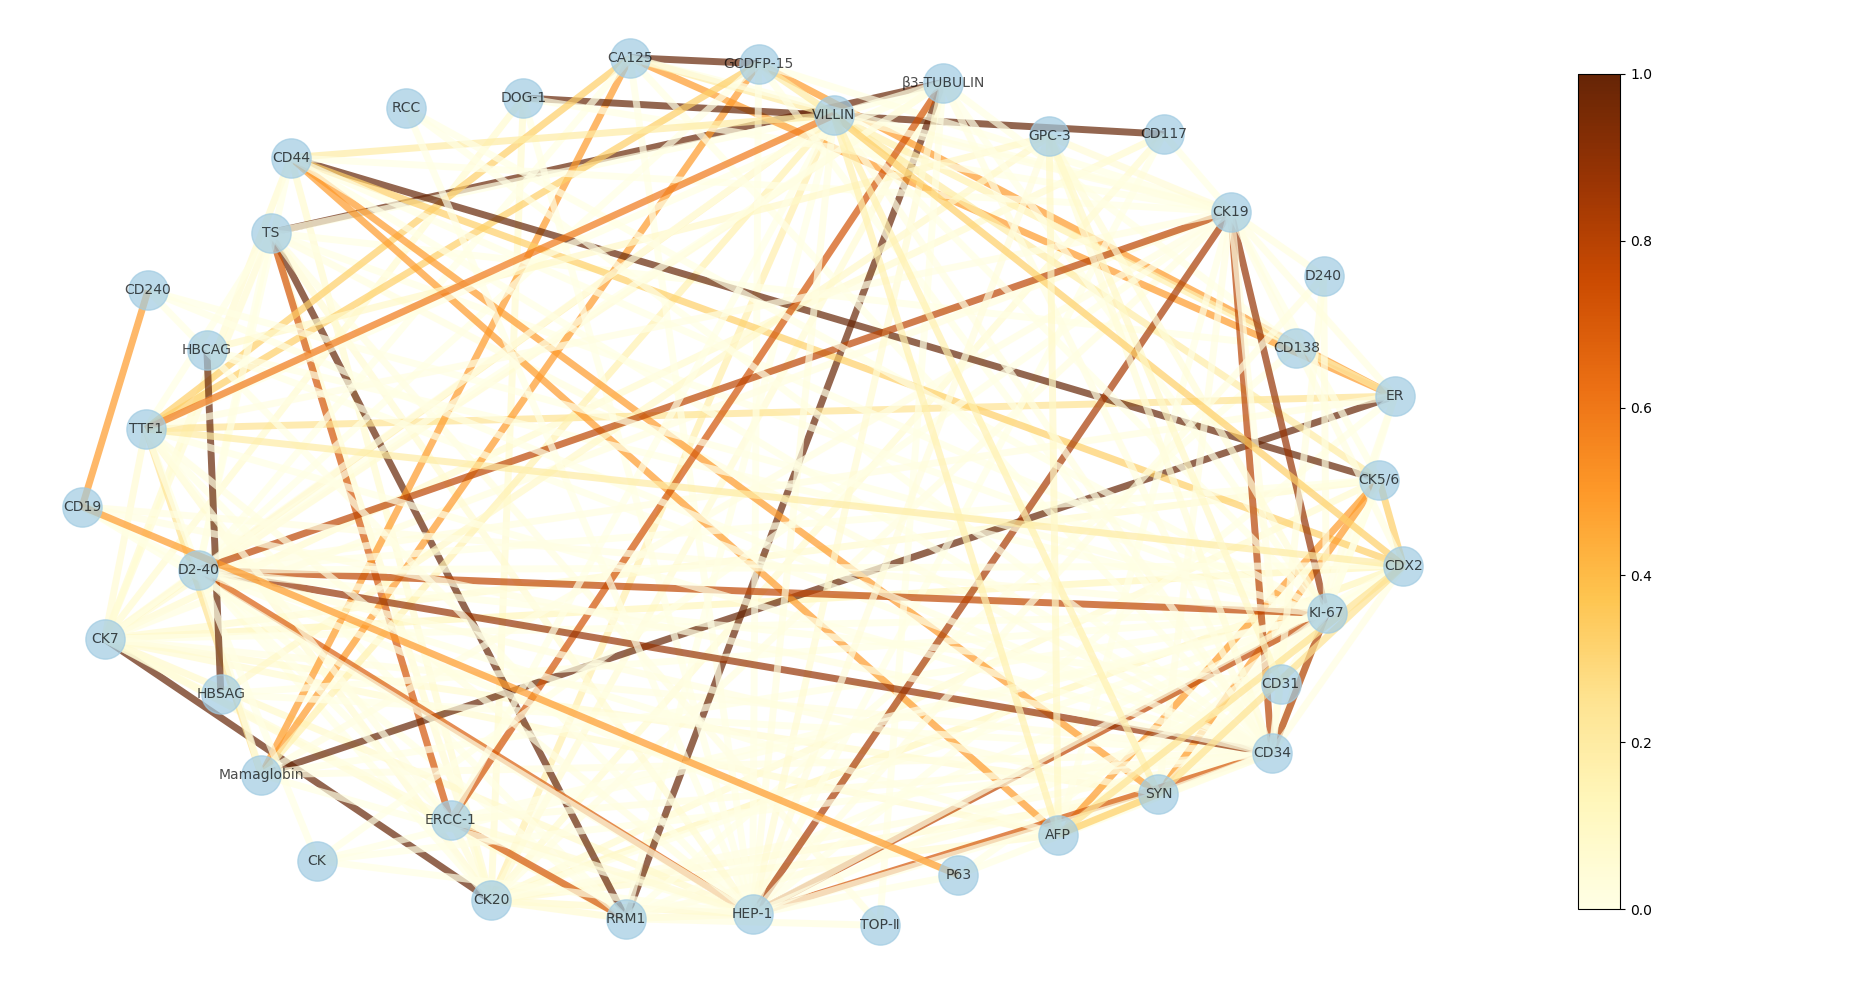 CA125
GCDFP-15
β3-TUBULIN
DOG-1
RCC
VILLIN
GPC-3
CD117
CD44
CK19
TS
D240
CD240
HBCAG
CD138
ER
TTF1
CK5/6
CD19
D2-40
CDX2
KI-67
CK7
HBSAG
CD31
CD34
Mamaglobin
SYN
ERCC-1
AFP
CK
P63
CK20
RRM1
HEP-1
TOP-Ⅱ
1.0
0.8
0.6
0.4
0.2
0.0